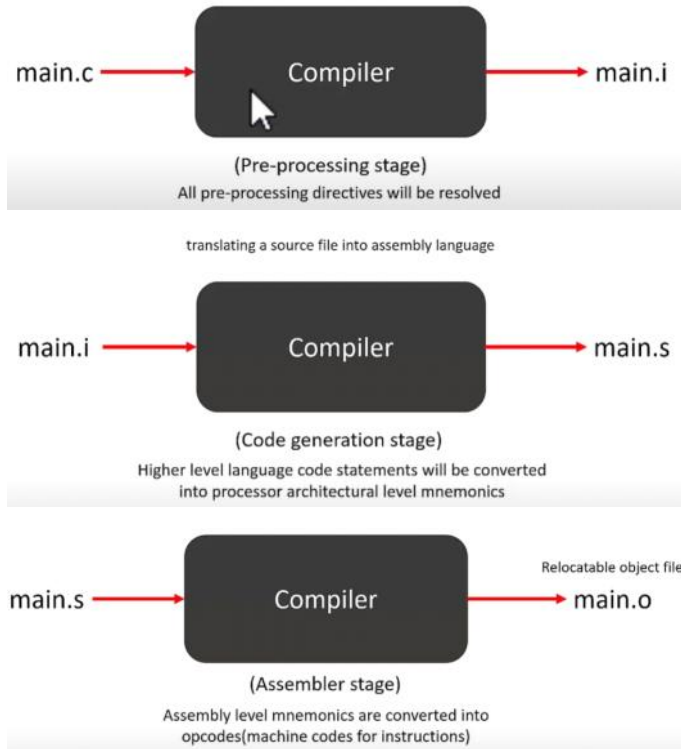 main.c
Compiler
main.i
(Pre-processing stage)
All pre-processing directives will be resolved
translating a source file into assembly language
main.i
Compiler
main.s
(Code generation stage)
Higher level language code statements will be converted
into processor architectural level mnemonics
Relocatable object file
main.s
Compiler
main.o
(Assembler stage)
Assembly level mnemonics are converted into
opcodes(machine codes for instructions)